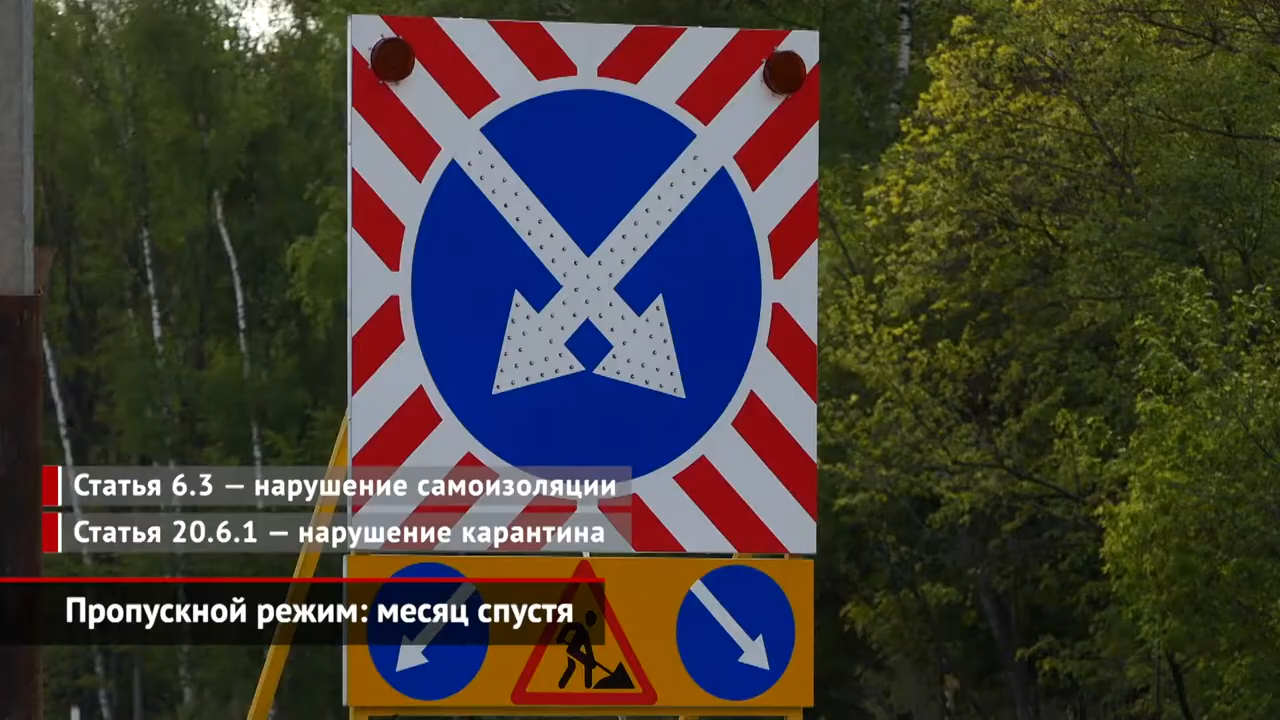 Статья 6.3 — нарушение самоизоляции
Статья 20.6.1 — нарушение карантина
Пропускной режим: месяц спустя